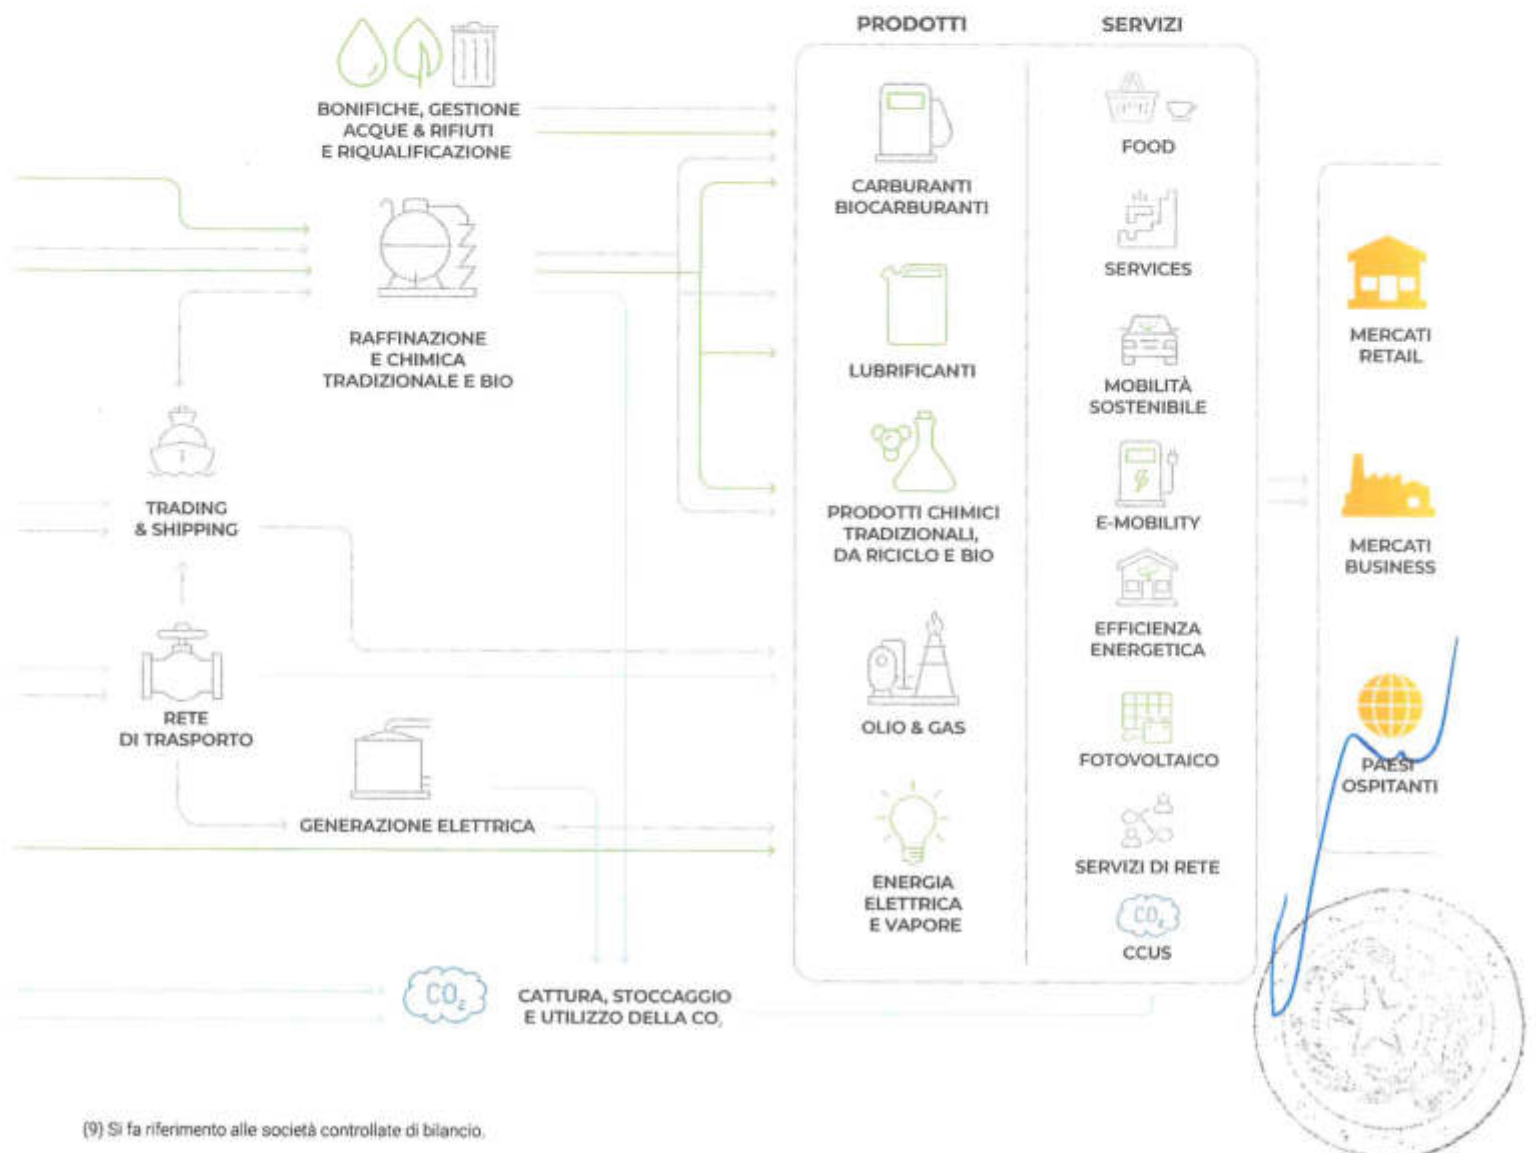 PRODOTTI
SERVIZI
BONIFICHE, GESTIONE
ACQUE & RIFIUTI
E RIQUALIFICAZIONE
RAFFINAZIONE
E CHIMICA
TRADIZIONALE E BIO
TRADING
& SHIPPING
RETE
DI TRASPORTO
GENERAZIONE ELETTRICA
CO2
CATTURA, STOCCAGGIO
E UTILIZZO DELLA CO2
CARBURANTI
BIOCARBURANTI
LUBRIFICANTI
PRODOTTI CHIMICI
TRADIZIONALI,
DA RICICLO E BIO
OLIO & GAS
ENERGIA
ELETTRICA
E VAPORE
FOOD
SERVICES
MOBILITÀ
SOSTENIBILE
E-MOBILITY
EFFICIENZA
ENERGETICA
FOTOVOLTAICO
SERVIZI DI RETE
CO2
CCUS
MERCATI
RETAIL
MERCATI
BUSINESS
PAESI
OSPITANTI
(9) Si fa riferimento alle società controllate di bilancio.